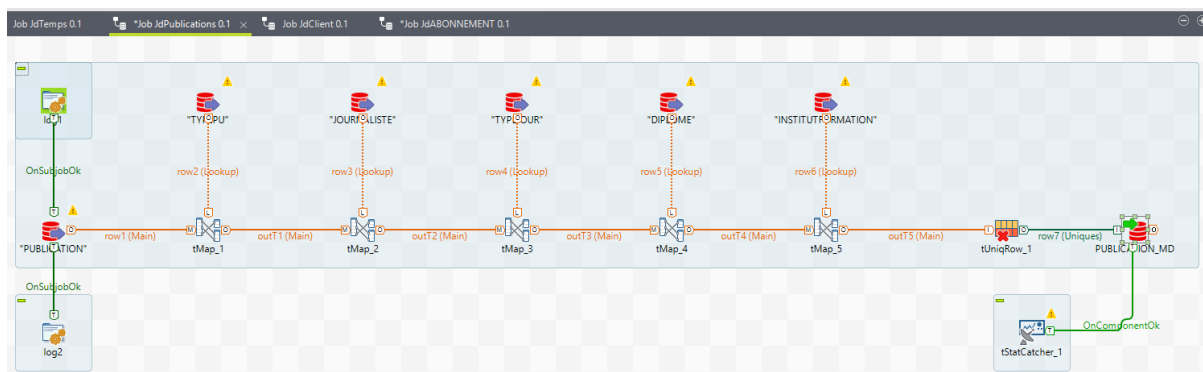 Job JdTemps 0.1
*Job JdPublications 0.1
Job JdClient 0.1
*Job JdABONNEMENT 0.1
"JOURNALISTE"
"DIPLOME"
"INSTITUTFORMATION"
OnSubjobOk
row2 (Lookup)
row3 (Lookup)
row4 (Lookup)
row5 (Lookup)
row6 (Lookup)
"PUBLICATION"
row1 (Main)
tMap_1
outT1 (Main)
tMap_2
outT2 (Main)
tMap_3
outT3 (Main)
tMap_4
outT4 (Main)
tMap_5
outT5 (Main)
tUniqRow_1
row7 (Uniques)
PUBLICATION_MD
OnSubjobOk
log2
OnComponentOk
tStatCatcher_1